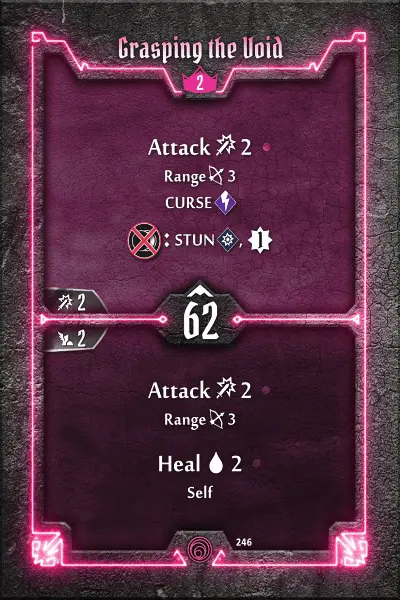 Grasping the Void
2
Attack 2
Range 3
CURSE
: STUN , 1
2
62
2
Attack 2
Range 3
Heal 2
Self
246